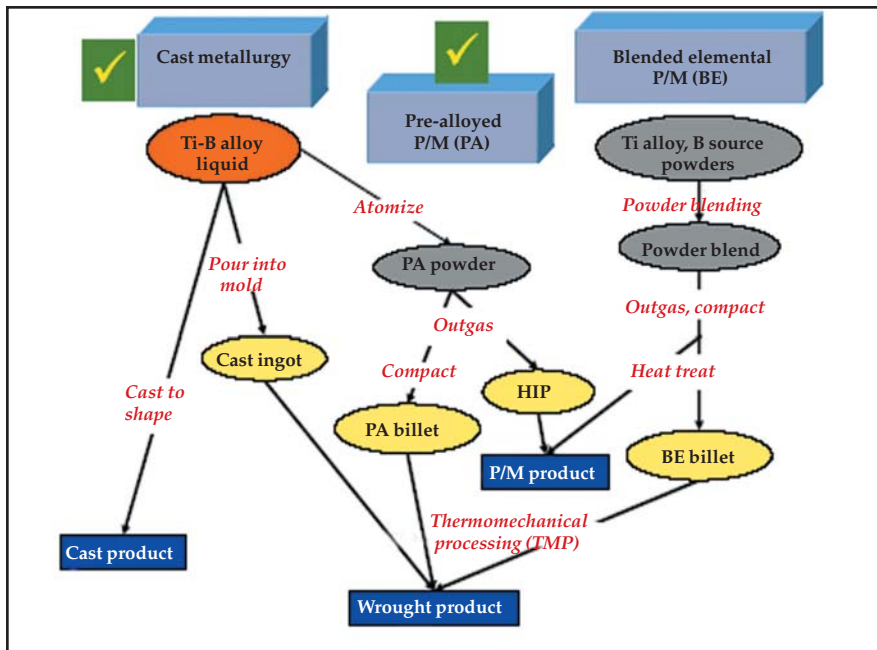 Cast metallurgy
Pre-alloyed
P/M (PA)
Blended elemental
P/M (BE)
Ti-B alloy
liquid
Ti alloy, B source
powders
Atomize
Powder blending
Pour into
mold
PA powder
Powder blend
Outgas
Outgas, compact
Cast ingot
Compact
Heat treat
Cast to
shape
HIP
PA billet
P/M product
BE billet
Thermomechanical
processing (TMP)
Cast product
Wrought product